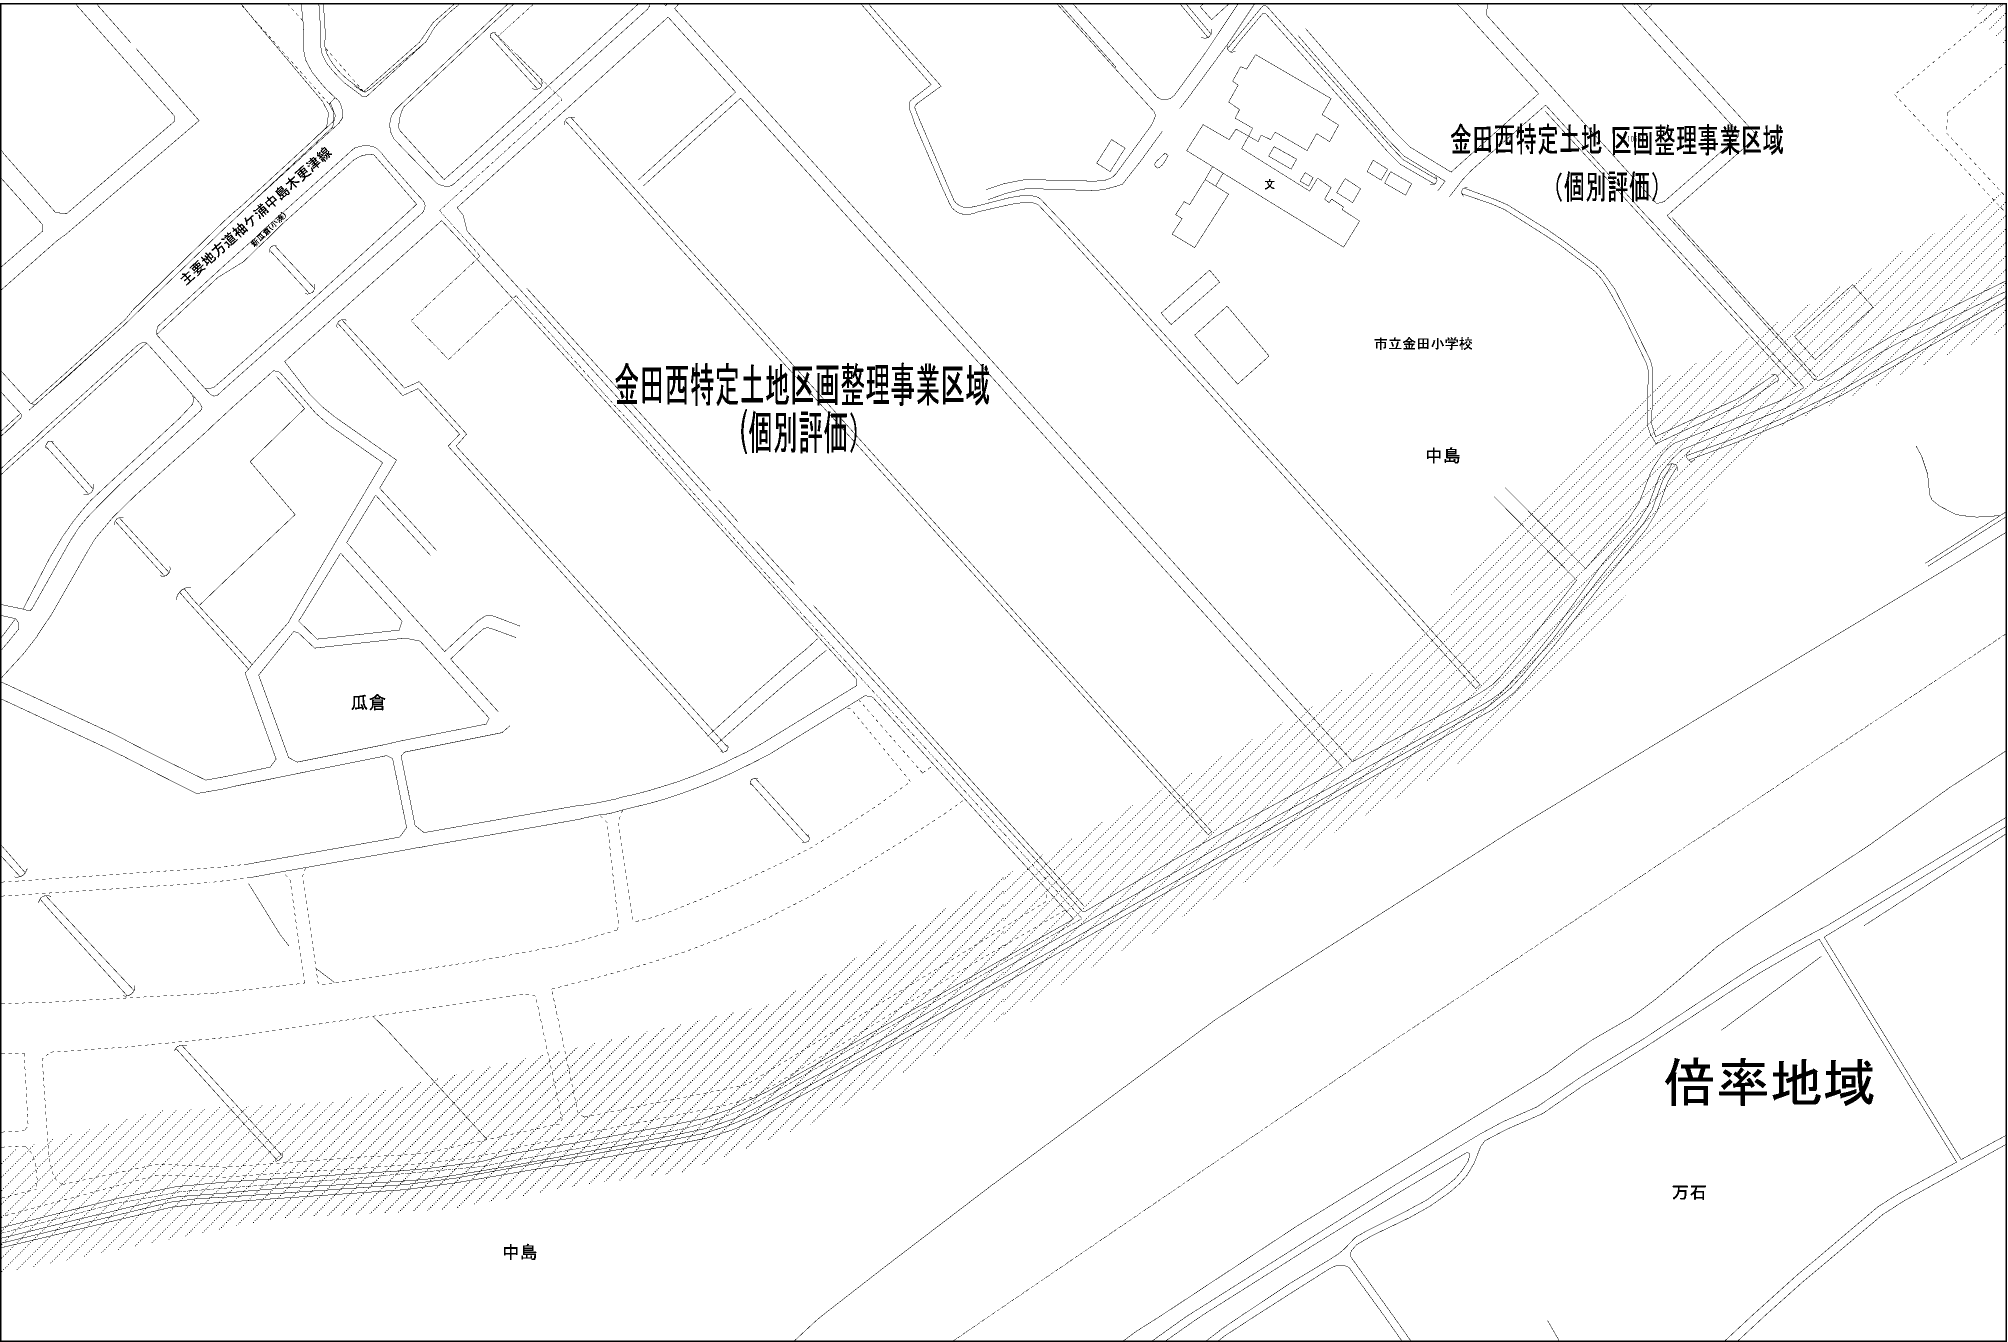 金田西特定土地 区画整理事業区域
(個別評価)
主要地方道袖ケ浦中島木更津線
文
市立金田小学校
金田西特定土地区画整理事業区域
(個別評価)
中島
瓜倉
倍率地域
万石
中島